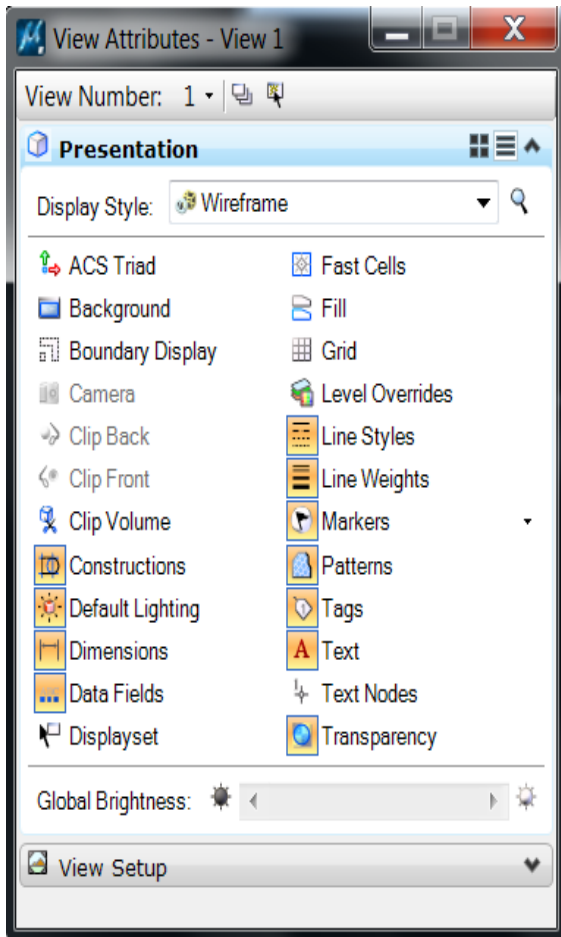 View Attributes - View 1
View Number: 1
Presentation
Display Style: Wireframe
ACS Triad
Fast Cells
Background
Fill
Boundary Display
Grid
Camera
Level Overrides
Clip Back
Line Styles
Clip Front
Line Weights
Clip Volume
Markers
Constructions
Patterns
Default Lighting
Tags
Dimensions
A Text
Data Fields
Text Nodes
Displayset
Transparency
Global Brightness:
View Setup